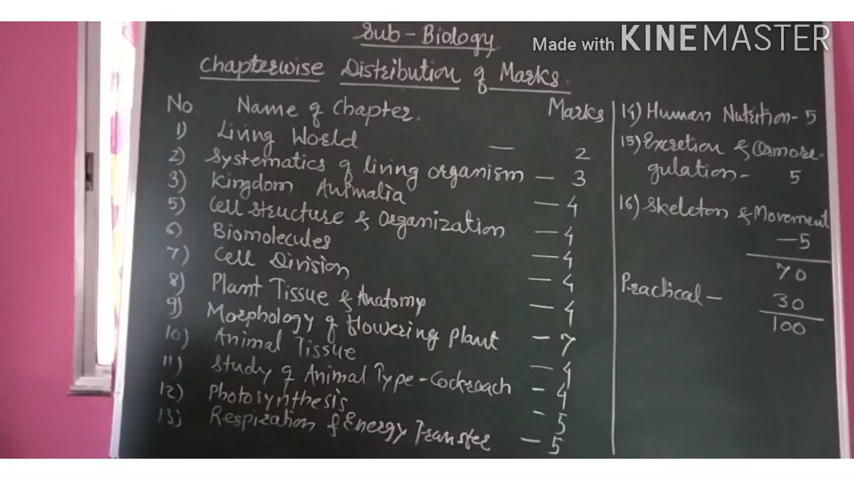 Sub - Biology
Made with KINEMASTER
Chapterwise Distribution of Marks
No Name of Chapter. Marks
1) Living World — 2
2) Systematics of living organism — 3
3) Kingdom Animalia — 4
5) Cell Structure & Organization — 4
6) Biomolecules — 4
7) Cell Division — 4
8) Plant Tissue & Anatomy — 4
9) Morphology of flowering plant - 7
10) Animal Tissue — 4
11) Study of Animal Type - Cockroach - 4
12) Photosynthesis - 5
13) Respiration & Energy Transfer — 5
14) Human Nutrition - 5
15) Excretion & Osmore-
gulation - 5
16) Skeleton & Movement
— 5
70
Practical — 30
100